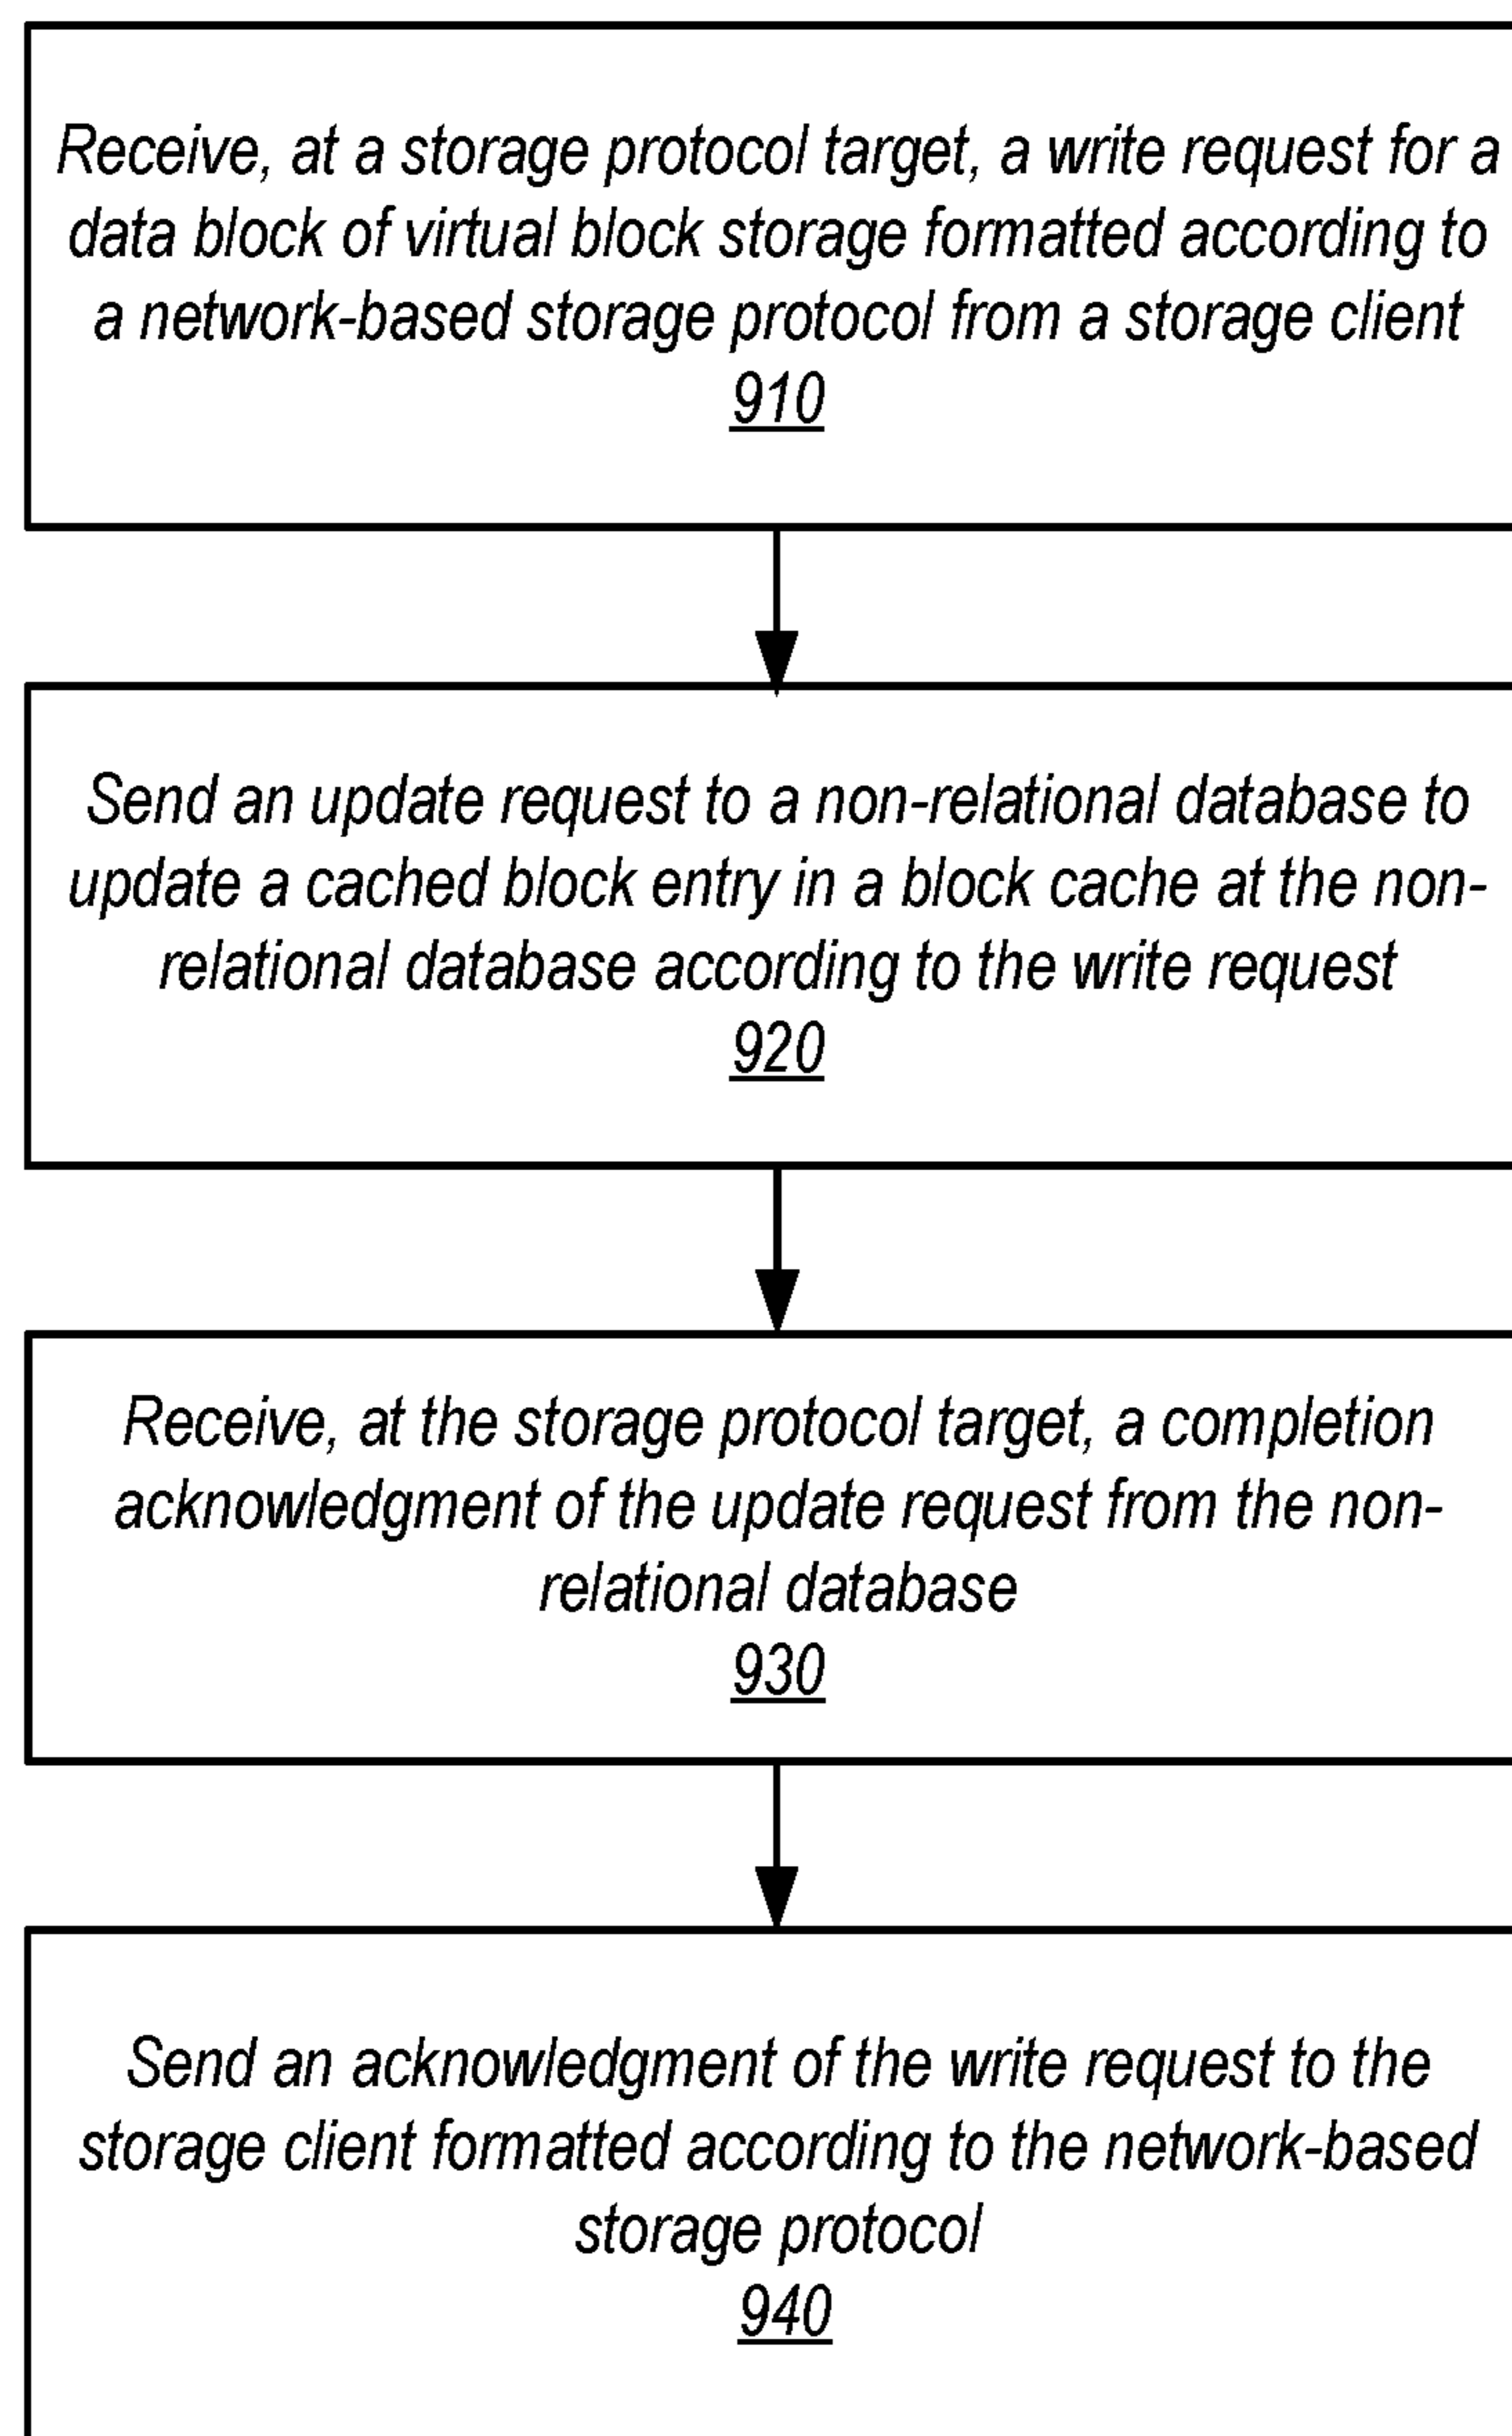 Receive, at a storage protocol target, a write request for a
data block of virtual block storage formatted according to
a network-based storage protocol from a storage client
910
Send an update request to a non-relational database to
update a cached block entry in a block cache at the non-
relational database according to the write request
920
Receive, at the storage protocol target, a completion
acknowledgment of the update request from the non-
relational database
930
Send an acknowledgment of the write request to the
storage client formatted according to the network-based
storage protocol
940